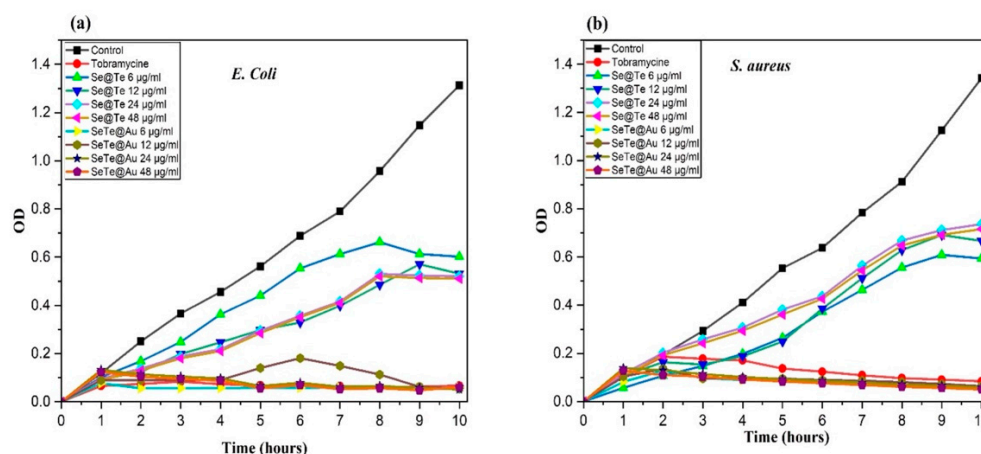 (a)
E. Coli
Control
Tobramycine
Se@Te 6 µg/ml
Se@Te 12 µg/ml
Se@Te 24 µg/ml
Se@Te 48 µg/ml
SeTe@Au 6 µg/ml
SeTe@Au 12 µg/ml
SeTe@Au 24 µg/ml
SeTe@Au 48 µg/ml
OD
1.4
1.2
1.0
0.8
0.6
0.4
0.2
0.0
0 1 2 3 4 5 6 7 8 9 10
Time (hours)
(b)
S. aureus
Control
Tobramycine
Se@Te 6 µg/ml
Se@Te 12 µg/ml
Se@Te 24 µg/ml
Se@Te 48 µg/ml
SeTe@Au 6 µg/ml
SeTe@Au 12 µg/ml
SeTe@Au 24 µg/ml
SeTe@Au 48 µg/ml
OD
1.4
1.2
1.0
0.8
0.6
0.4
0.2
0.0
0 1 2 3 4 5 6 7 8 9 10
Time (hours)